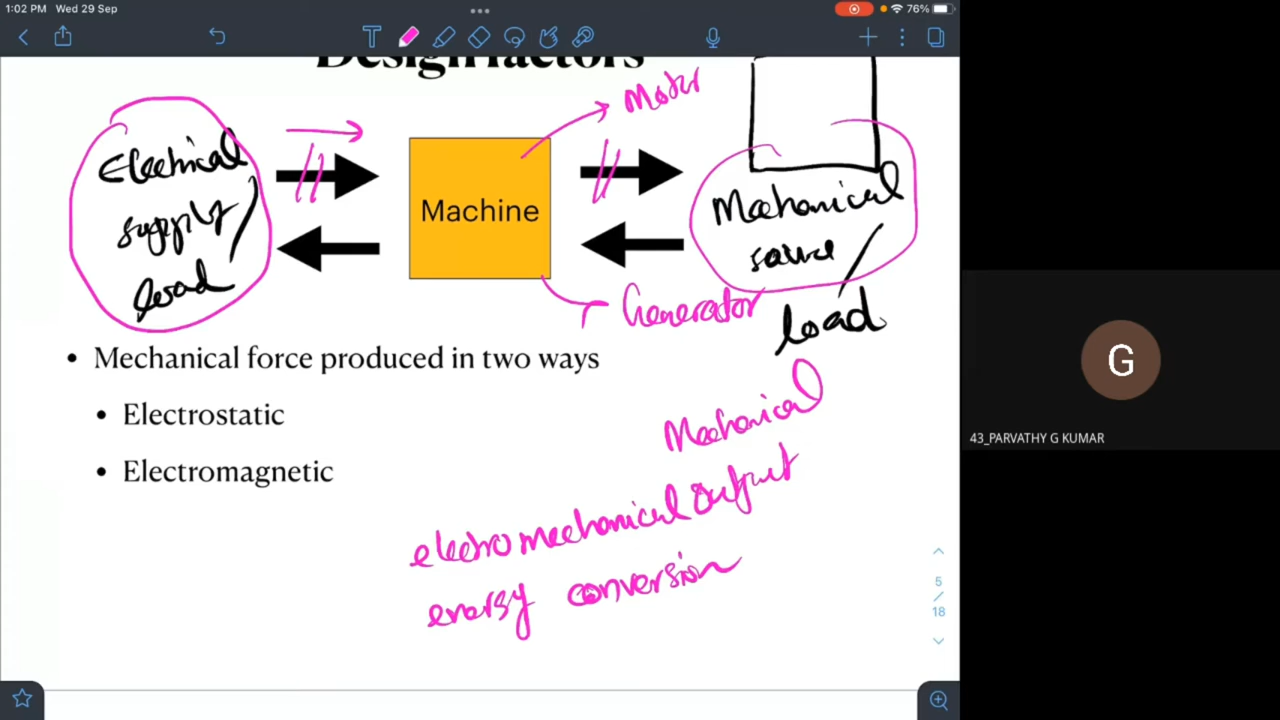 1:02 PM Wed 29 Sep
76%
Design factors
Electrical
supply/
load
Machine
Motor
Generator
Mechanical
source/
load
• Mechanical force produced in two ways
• Electrostatic
• Electromagnetic
Mechanical
output
electromechanical
energy conversion
5
/
18
G
43_PARVATHY G KUMAR